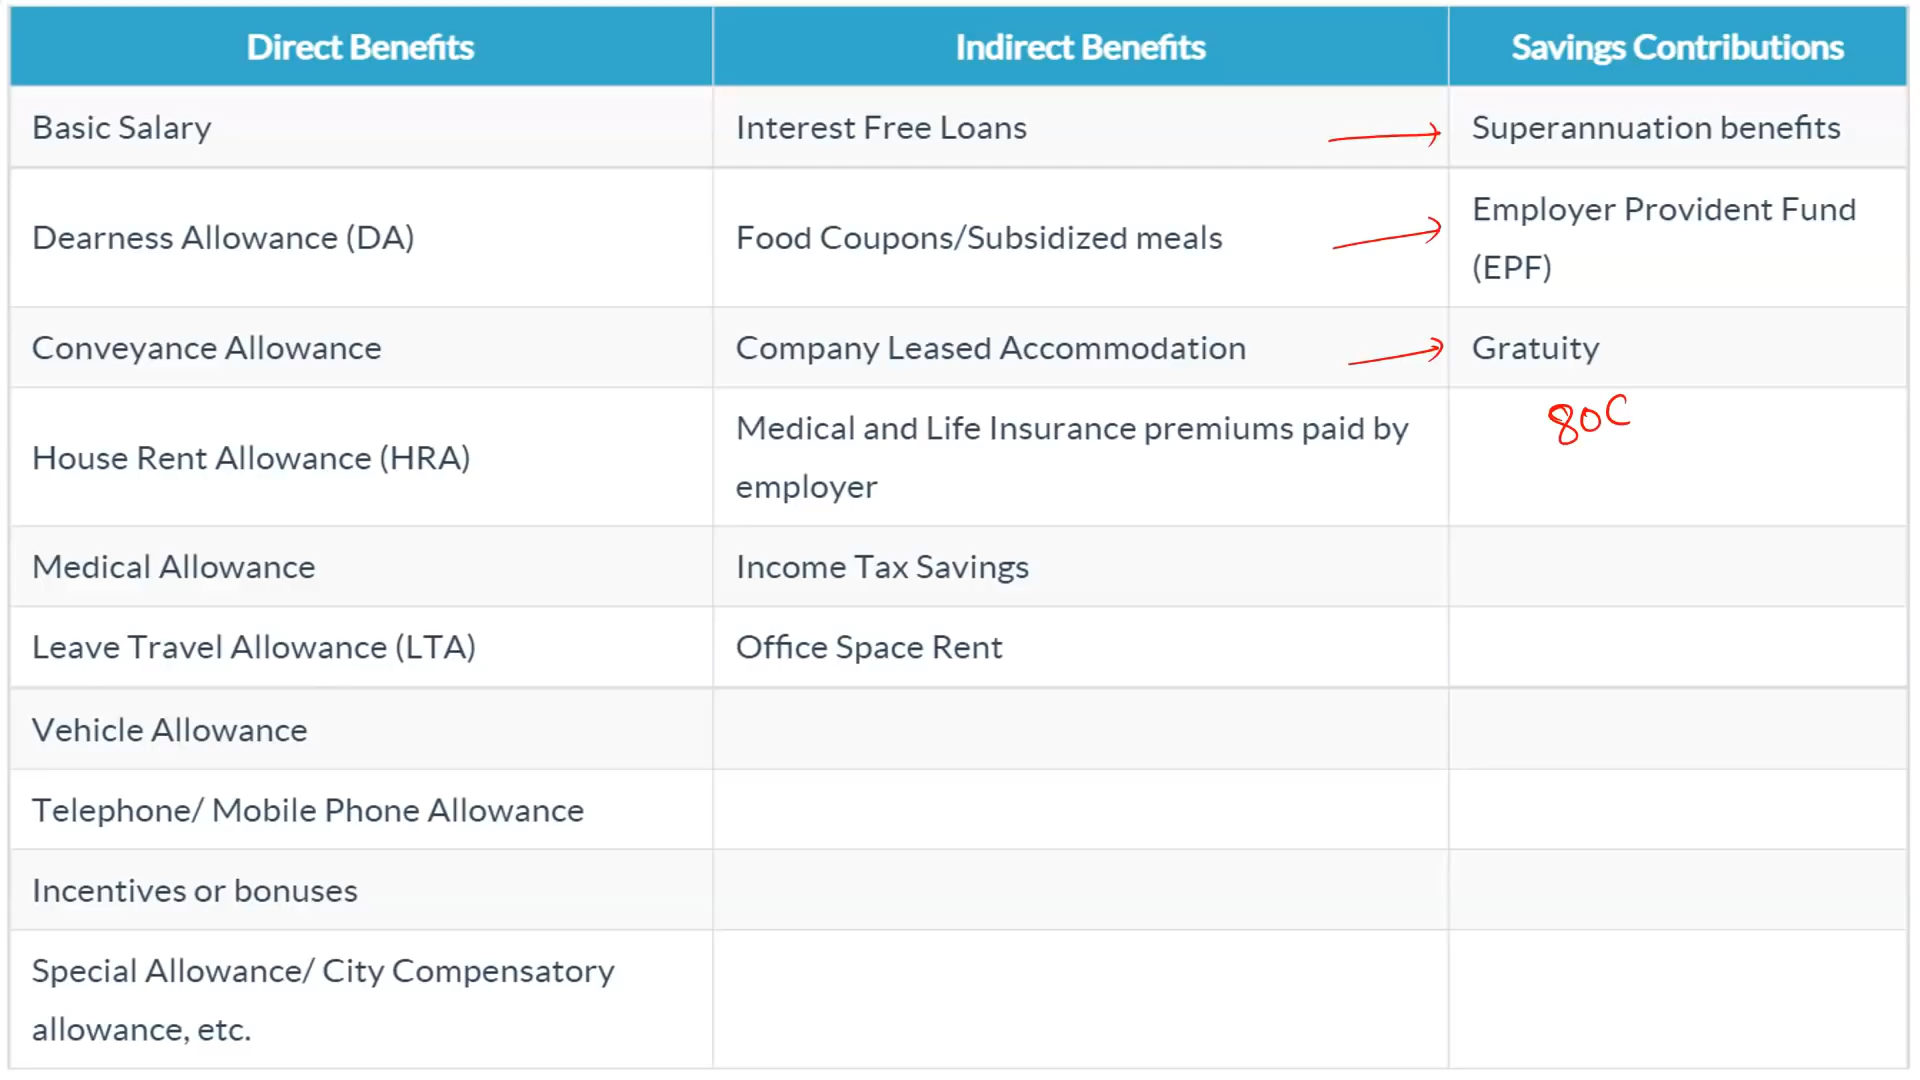 Direct Benefits Indirect Benefits Savings Contributions
Basic Salary Interest Free Loans Superannuation benefits
Dearness Allowance (DA) Food Coupons/Subsidized meals Employer Provident Fund
(EPF)
Conveyance Allowance Company Leased Accommodation Gratuity
80C
House Rent Allowance (HRA) Medical and Life Insurance premiums paid by
employer
Medical Allowance Income Tax Savings
Leave Travel Allowance (LTA) Office Space Rent
Vehicle Allowance
Telephone/ Mobile Phone Allowance
Incentives or bonuses
Special Allowance/ City Compensatory
allowance, etc.